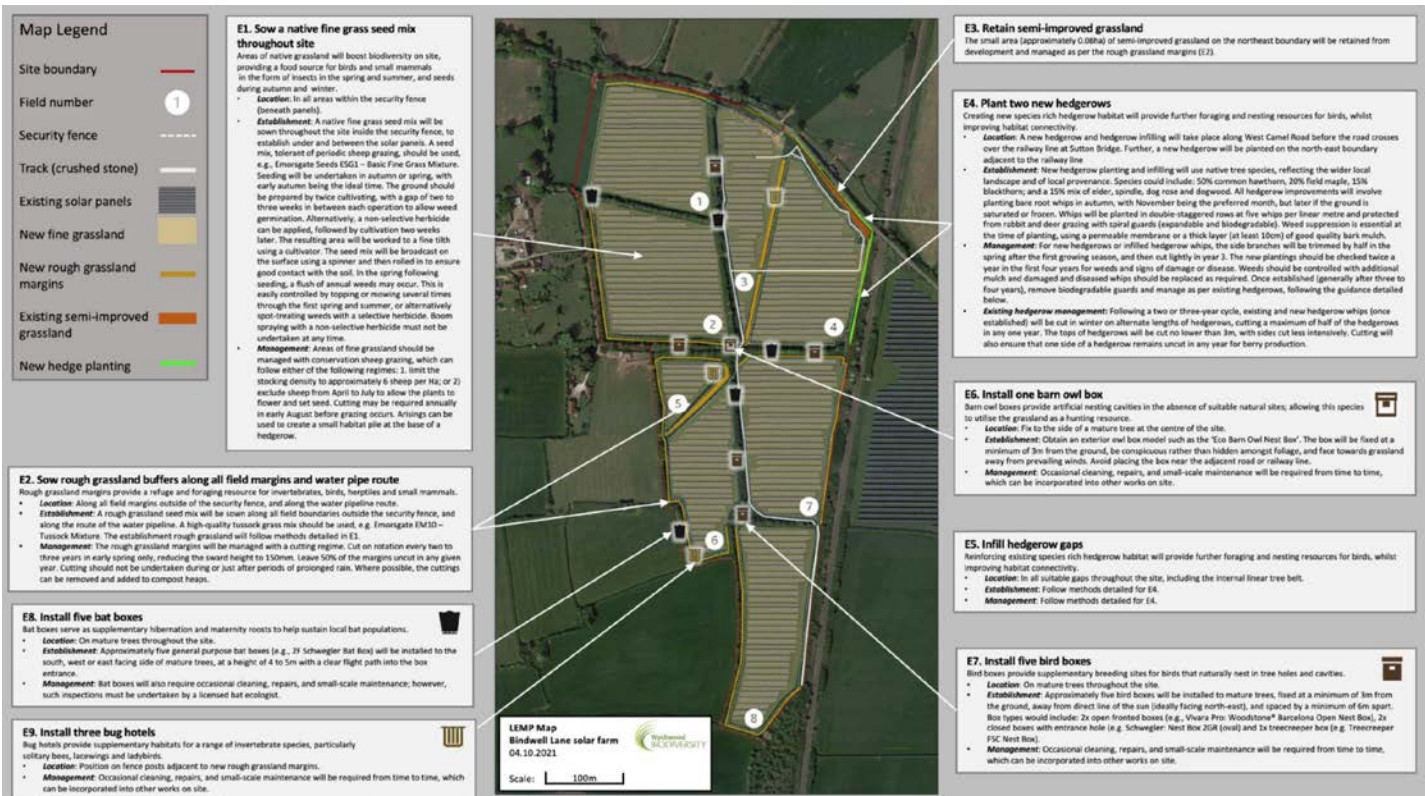 Map Legend
Site boundary
Field number
1
Security fence
Track (crushed stone)
Existing solar panels
New fine grassland
New rough grassland
margins
Existing semi-improved
grassland
New hedge planting
E1. Sow a native fine grass seed mix
throughout site
Areas of native grassland will boost biodiversity on site,
providing a food source for birds and small mammals
in the form of insects in the spring and summer, and seeds
during autumn and winter.
• Location: In all areas within the security fence
(beneath panels).
• Establishment: A native fine grass seed mix will be
sown throughout the site inside the security fence, to
establish under and between the solar panels. A seed
mix, tolerant of periodic sheep grazing, should be used,
e.g., Emorsgate Seeds ESG1 – Basic Fine Grass Mixture.
Seeding will be undertaken in autumn or spring, with
early autumn being the ideal time. The ground should
be prepared by twice cultivating, with a gap of two to
three weeks in between each operation to allow weed
germination. Alternatively, a non-selective herbicide
can be applied, followed by cultivation two weeks
later. The resulting area will be worked to a fine tilth
using a cultivator. The seed mix will be broadcast on
the surface using a spinner and then rolled in to ensure
good contact with the soil. In the spring following
seeding, a flush of annual weeds may occur. This is
easily controlled by topping or mowing several times
through the first spring and summer, or alternatively
spot-treating weeds with a selective herbicide. Boom
spraying with a non-selective herbicide must not be
undertaken at any time.
• Management: Areas of fine grassland should be
managed with conservation sheep grazing, which can
follow either of the following regimes: 1. limit the
stocking density to approximately 6 sheep per Ha; or 2)
exclude sheep from April to July to allow the plants to
flower and set seed. Cutting may be required annually
in early August before grazing occurs. Arisings can be
used to create a small habitat pile at the base of a
hedgerow.
E2. Sow rough grassland buffers along all field margins and water pipe route
Rough grassland margins provide a refuge and foraging resource for invertebrates, birds, herptiles and small mammals.
• Location: Along all field margins outside of the security fence, and along the water pipeline route.
• Establishment: A rough grassland seed mix will be sown along all field boundaries outside the security fence, and
along the route of the water pipeline. A high-quality tussock grass mix should be used, e.g. Emorsgate EM10 –
Tussock Mixture. The establishment rough grassland will follow methods detailed in E1.
• Management: The rough grassland margins will be managed with a cutting regime. Cut on rotation every two to
three years in early spring only, reducing the sward height to 150mm. Leave 50% of the margins uncut in any given
year. Cutting should not be undertaken during or just after periods of prolonged rain. Where possible, the cuttings
can be removed and added to compost heaps.
E8. Install five bat boxes
Bat boxes serve as supplementary hibernation and maternity roosts to help sustain local bat populations.
• Location: On mature trees throughout the site.
• Establishment: Approximately five general purpose bat boxes (e.g., 2F Schwegler Bat Box) will be installed to the
south, west or east facing side of mature trees, at a height of 4 to 5m with a clear flight path into the box
entrance.
• Management: Bat boxes will also require occasional cleaning, repairs, and small-scale maintenance; however,
such inspections must be undertaken by a licensed bat ecologist.
E9. Install three bug hotels
Bug hotels provide supplementary habitats for a range of invertebrate species, particularly
solitary bees, lacewings and ladybirds.
• Location: Position on fence posts adjacent to new rough grassland margins.
• Management: Occasional cleaning, repairs, and small-scale maintenance will be required from time to time, which
can be incorporated into other works on site.
1
2
3
4
5
6
7
8
LEMP Map
Bindwell Lane solar farm
04.10.2021
Wychwood
BIODIVERSITY
Scale: 100m
E3. Retain semi-improved grassland
The small area (approximately 0.06ha) of semi-improved grassland on the northeast boundary will be retained from
development and managed as per the rough grassland margins (E2).
E4. Plant two new hedgerows
Creating new species rich hedgerow habitat will provide further foraging and nesting resources for birds, whilst
improving habitat connectivity.
• Location: A new hedgerow and hedgerow infilling will take place along West Camel Road before the road crosses
over the railway line at Sutton Bridge. Further, a new hedgerow will be planted on the north-east boundary
adjacent to the railway line
• Establishment: New hedgerow planting and infilling will use native tree species, reflecting the wider local
landscape and of local provenance. Species could include: 50% common hawthorn, 20% field maple, 15%
blackthorn; and a 15% mix of elder, spindle, dog rose and dogwood. All hedgerow improvements will involve
planting bare root whips in autumn, with November being the preferred month, but later if the ground is
saturated or frozen. Whips will be planted in double-staggered rows at five whips per linear metre and protected
from rabbit and deer grazing with spiral guards (expandable and biodegradable). Weed suppression is essential at
the time of planting, using a permeable membrane or a thick layer (at least 10cm) of good quality bark mulch.
• Management: For new hedgerows or infilled hedgerow whips, the side branches will be trimmed by half in the
spring after the first growing season, and then cut lightly in year 3. The new plantings should be checked twice a
year in the first four years for weeds and signs of damage or disease. Weeds should be controlled with additional
mulch and damaged and diseased whips should be replaced as required. Once established (generally after three to
four years), remove biodegradable guards and manage as per existing hedgerows, following the guidance detailed
below.
• Existing hedgerow management: Following a two or three-year cycle, existing and new hedgerow whips (once
established) will be cut in winter on alternate lengths of hedgerows, cutting a maximum of half of the hedgerows
in any one year. The tops of hedgerows will be cut no lower than 3m, with sides cut less intensively. Cutting will
also ensure that one side of a hedgerow remains uncut in any year for berry production.
E6. Install one barn owl box
Barn owl boxes provide artificial nesting cavities in the absence of suitable natural sites; allowing this species
to utilise the grassland as a hunting resource.
• Location: Fix to the side of a mature tree at the centre of the site.
• Establishment: Obtain an exterior owl box model such as the 'Eco Barn Owl Nest Box'. The box will be fixed at a
minimum of 3m from the ground, be conspicuous rather than hidden amongst foliage, and face towards grassland
away from prevailing winds. Avoid placing the box near the adjacent road or railway line.
• Management: Occasional cleaning, repairs, and small-scale maintenance will be required from time to time,
which can be incorporated into other works on site.
E5. Infill hedgerow gaps
Reinforcing existing species rich hedgerow habitat will provide further foraging and nesting resources for birds, whilst
improving habitat connectivity.
• Location: In all suitable gaps throughout the site, including the internal linear tree belt.
• Establishment: Follow methods detailed for E4.
• Management: Follow methods detailed for E4.
E7. Install five bird boxes
Bird boxes provide supplementary breeding sites for birds that naturally nest in tree holes and cavities.
• Location: On mature trees throughout the site.
• Establishment: Approximately five bird boxes will be installed to mature trees, fixed at a minimum of 3m from
the ground, away from direct line of the sun (ideally facing north-east), and spaced by a minimum of 6m apart.
Box types would include: 2x open fronted boxes (e.g., Vivara Pro: Woodstone® Barcelona Open Nest Box), 2x
closed boxes with entrance hole (e.g. Schwegler: Nest Box 2GR (oval) and 1x treecreeper box (e.g. Treecreeper
FSC Nest Box).
• Management: Occasional cleaning, repairs, and small-scale maintenance will be required from time to time,
which can be incorporated into other works on site.